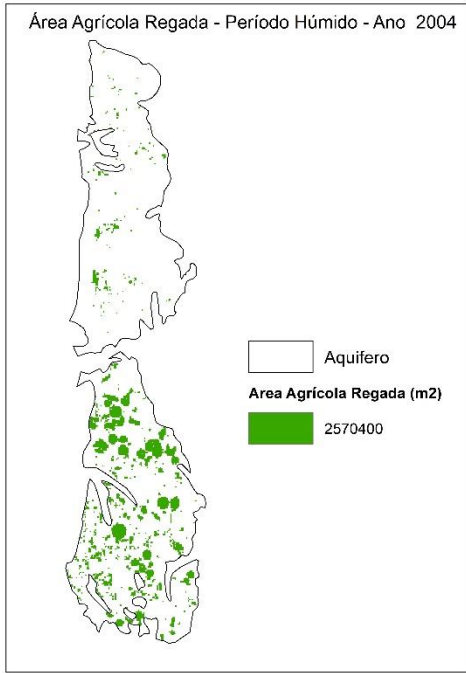 Área Agrícola Regada - Período Húmido - Ano 2004
Aquifero
Area Agrícola Regada (m2)
2570400